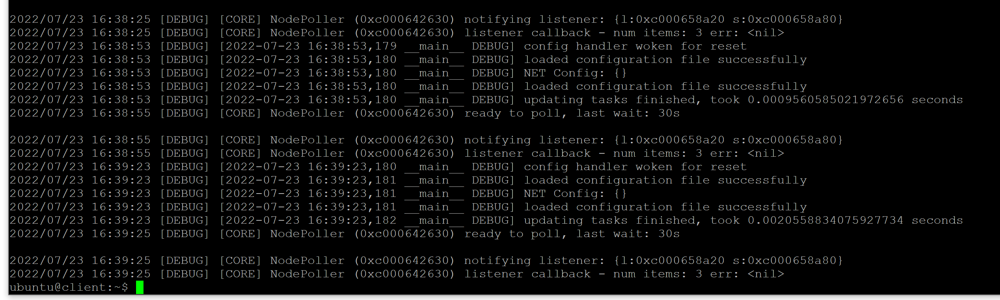 2022/07/23 16:38:25 [DEBUG] [CORE] NodePoller (0xc000642630) notifying listener: {l:0xc000658a20 s:0xc000658a80}
2022/07/23 16:38:25 [DEBUG] [CORE] NodePoller (0xc000642630) listener callback - num items: 3 err: <nil>
2022/07/23 16:38:53 [DEBUG] [2022-07-23 16:38:53,179 __main__ DEBUG] config handler woken for reset
2022/07/23 16:38:53 [DEBUG] [2022-07-23 16:38:53,180 __main__ DEBUG] loaded configuration file successfully
2022/07/23 16:38:53 [DEBUG] [2022-07-23 16:38:53,180 __main__ DEBUG] NET Config: {}
2022/07/23 16:38:53 [DEBUG] [2022-07-23 16:38:53,180 __main__ DEBUG] loaded configuration file successfully
2022/07/23 16:38:53 [DEBUG] [2022-07-23 16:38:53,180 __main__ DEBUG] updating tasks finished, took 0.0009560585021972656 seconds
2022/07/23 16:38:55 [DEBUG] [CORE] NodePoller (0xc000642630) ready to poll, last wait: 30s
2022/07/23 16:38:55 [DEBUG] [CORE] NodePoller (0xc000642630) notifying listener: {l:0xc000658a20 s:0xc000658a80}
2022/07/23 16:38:55 [DEBUG] [CORE] NodePoller (0xc000642630) listener callback - num items: 3 err: <nil>
2022/07/23 16:39:23 [DEBUG] [2022-07-23 16:39:23,180 __main__ DEBUG] config handler woken for reset
2022/07/23 16:39:23 [DEBUG] [2022-07-23 16:39:23,181 __main__ DEBUG] loaded configuration file successfully
2022/07/23 16:39:23 [DEBUG] [2022-07-23 16:39:23,181 __main__ DEBUG] NET Config: {}
2022/07/23 16:39:23 [DEBUG] [2022-07-23 16:39:23,181 __main__ DEBUG] loaded configuration file successfully
2022/07/23 16:39:23 [DEBUG] [2022-07-23 16:39:23,182 __main__ DEBUG] updating tasks finished, took 0.0020558834075927734 seconds
2022/07/23 16:39:25 [DEBUG] [CORE] NodePoller (0xc000642630) ready to poll, last wait: 30s
2022/07/23 16:39:25 [DEBUG] [CORE] NodePoller (0xc000642630) notifying listener: {l:0xc000658a20 s:0xc000658a80}
2022/07/23 16:39:25 [DEBUG] [CORE] NodePoller (0xc000642630) listener callback - num items: 3 err: <nil>
ubuntu@client:~$